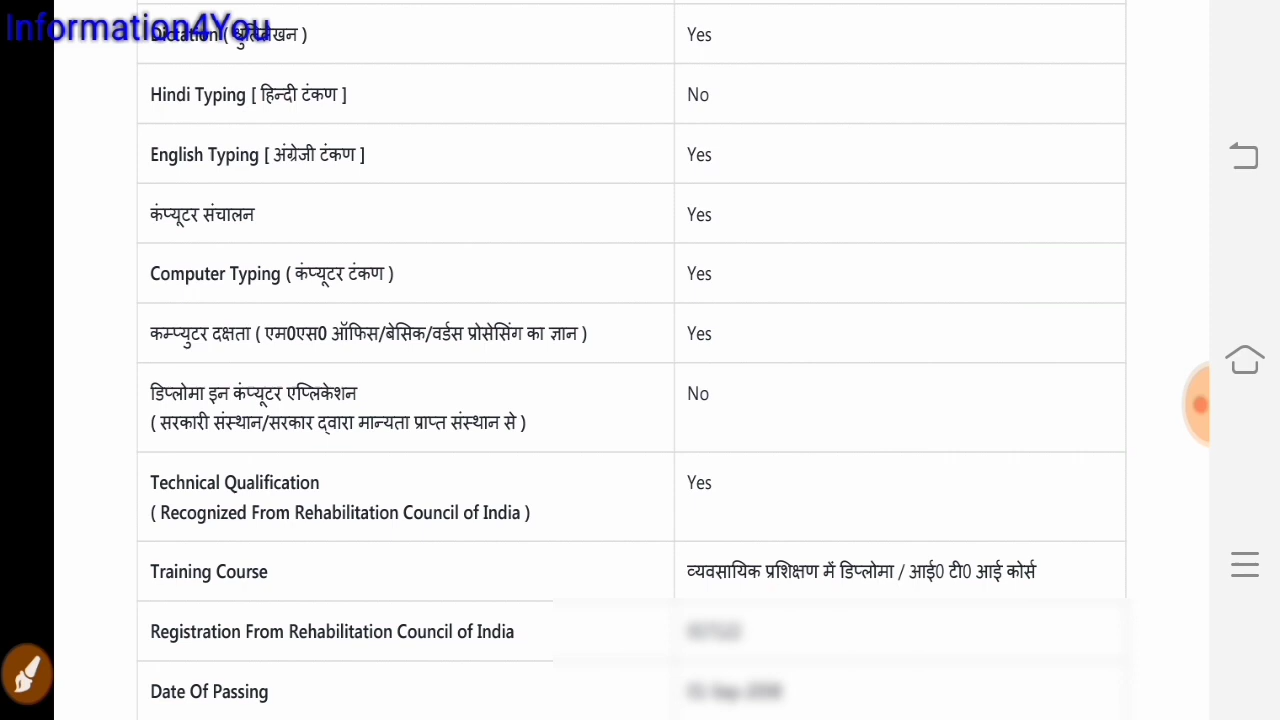 Information4You
Dictation ( श्रुतिलेखन ) Yes
Hindi Typing [ हिन्दी टंकण ] No
English Typing [ अंग्रेजी टंकण ] Yes
कंप्यूटर संचालन Yes
Computer Typing ( कंप्यूटर टंकण ) Yes
कम्प्युटर दक्षता ( एम0एस0 ऑफिस/बेसिक/वर्डस प्रोसेसिंग का ज्ञान ) Yes
डिप्लोमा इन कंप्यूटर एप्लिकेशन No
( सरकारी संस्थान/सरकार द्वारा मान्यता प्राप्त संस्थान से )
Technical Qualification Yes
( Recognized From Rehabilitation Council of India )
Training Course व्यवसायिक प्रशिक्षण में डिप्लोमा / आई0 टी0 आई कोर्स
Registration From Rehabilitation Council of India
Date Of Passing